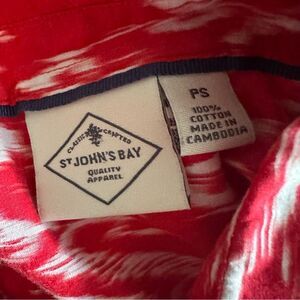 CLASSIC CRAFTED
ST JOHN'S BAY
QUALITY
APPAREL
PS
100%
COTTON
MADE IN
CAMBODIA